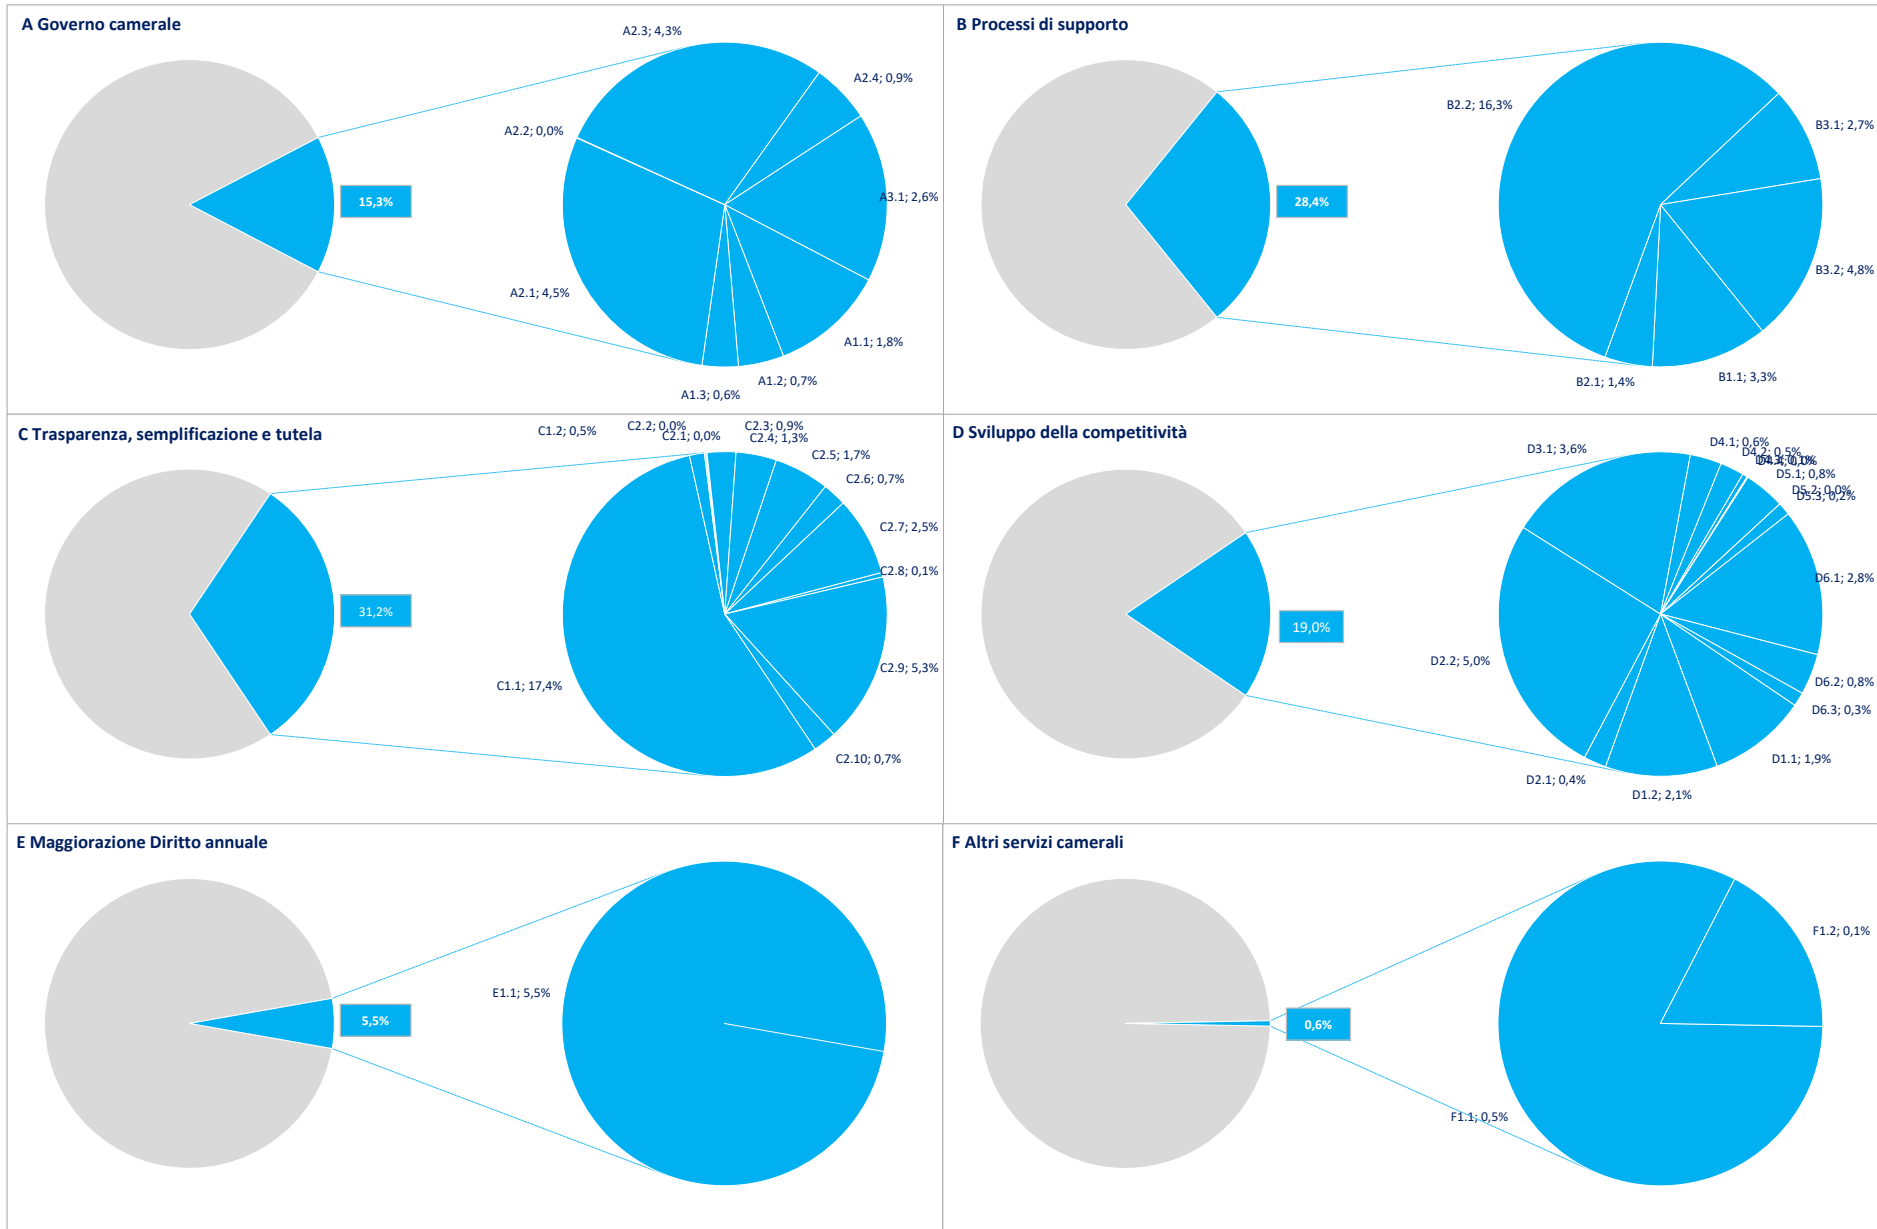 A Governo camerale
A2.3; 4,3%
A2.4; 0,9%
A2.2; 0,0%
15,3%
A3.1; 2,6%
A2.1; 4,5%
A1.1; 1,8%
A1.2; 0,7%
A1.3; 0,6%
B Processi di supporto
B2.2; 16,3%
B3.1; 2,7%
28,4%
B3.2; 4,8%
B1.1; 3,3%
B2.1; 1,4%
C Trasparenza, semplificazione e tutela
C1.2; 0,5%
C2.2; 0,0%
C2.1; 0,0%
C2.3; 0,9%
C2.4; 1,3%
C2.5; 1,7%
C2.6; 0,7%
C2.7; 2,5%
C2.8; 0,1%
31,2%
C2.9; 5,3%
C1.1; 17,4%
C2.10; 0,7%
D Sviluppo della competitività
D3.1; 3,6%
D4.1; 0,6%
D4.2; 0,5%
D5.1; 0,8%
D5.2; 0,0%
D5.3; 0,2%
D6.1; 2,8%
19,0%
D2.2; 5,0%
D6.2; 0,8%
D6.3; 0,3%
D1.1; 1,9%
D2.1; 0,4%
D1.2; 2,1%
E Maggiorazione Diritto annuale
E1.1; 5,5%
5,5%
F Altri servizi camerali
F1.2; 0,1%
0,6%
F1.1; 0,5%